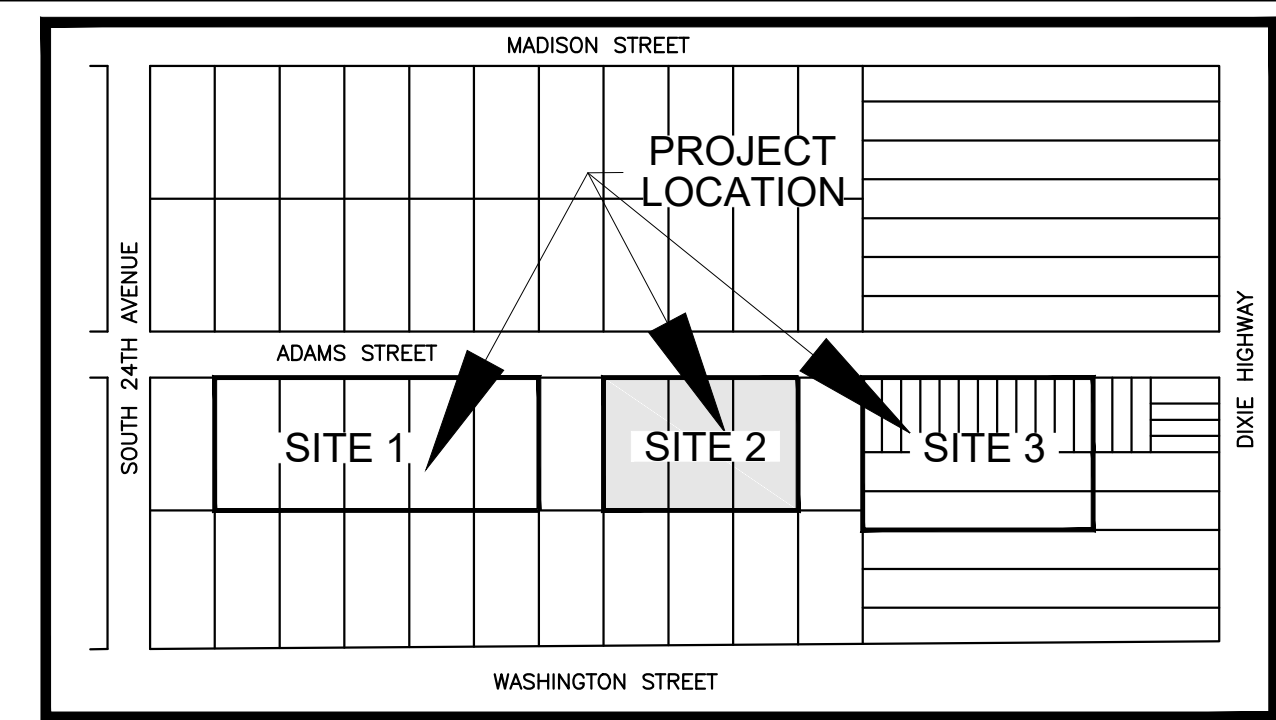 MADISON STREET
PROJECT
LOCATION
SOUTH 24TH AVENUE
ADAMS STREET
DIXIE HIGHWAY
SITE 1
SITE 2
SITE 3
WASHINGTON STREET